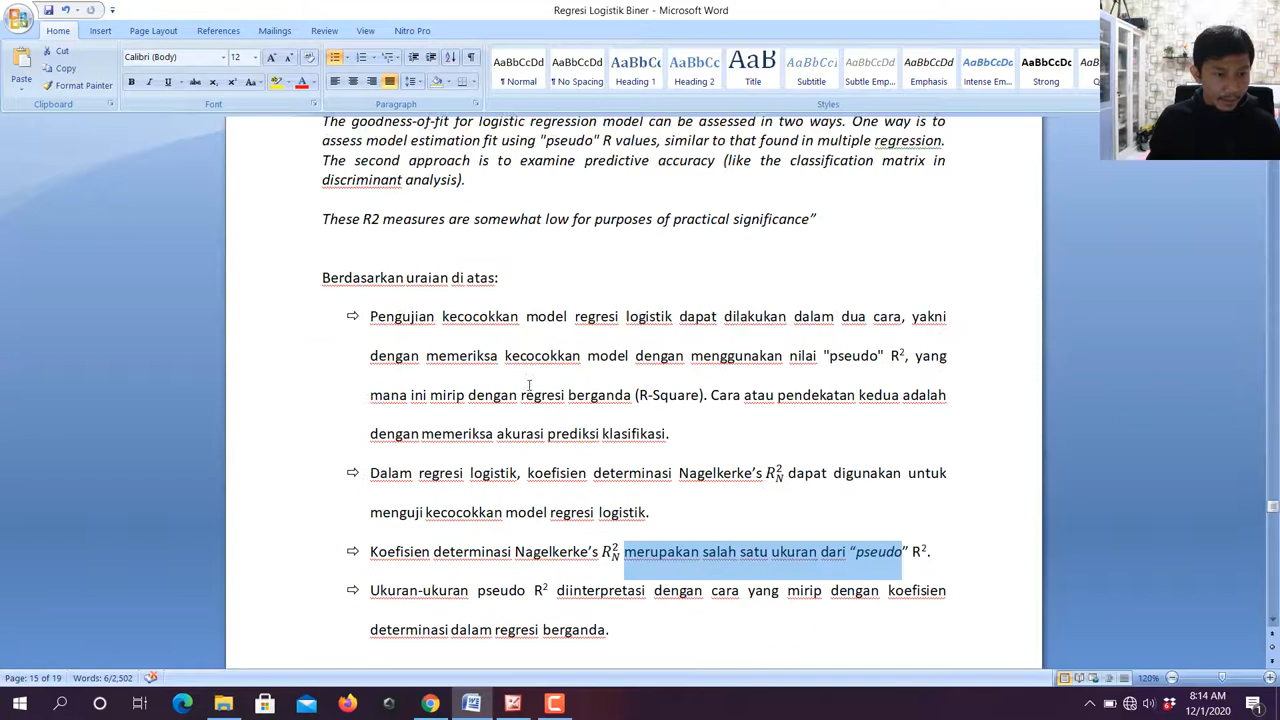 Regresi Logistik Biner - Microsoft Word
Home Insert Page Layout References Mailings Review View Nitro Pro
Paste
Cut
Copy
Format Painter
Calibri (Body) 12
AaBbCcDd AaBbCcDd AaBbCc AaBbCc AaB AaBbCcl AaBbCcDd AaBbCcDd AaBbCcDd AaBbCcDd
¶ Normal ¶ No Spacing Heading 1 Heading 2 Title Subtitle Subtle Emp... Emphasis Intense Em... Strong
Clipboard Font Paragraph Styles
The goodness-of-fit for logistic regression model can be assessed in two ways. One way is to
assess model estimation fit using "pseudo" R values, similar to that found in multiple regression.
The second approach is to examine predictive accuracy (like the classification matrix in
discriminant analysis).
These R2 measures are somewhat low for purposes of practical significance”
Berdasarkan uraian di atas:
⇨ Pengujian kecocokkan model regresi logistik dapat dilakukan dalam dua cara, yakni
dengan memeriksa kecocokkan model dengan menggunakan nilai "pseudo" R², yang
mana ini mirip dengan regresi berganda (R-Square). Cara atau pendekatan kedua adalah
dengan memeriksa akurasi prediksi klasifikasi.
⇨ Dalam regresi logistik, koefisien determinasi Nagelkerke’s R²N dapat digunakan untuk
menguji kecocokkan model regresi logistik.
⇨ Koefisien determinasi Nagelkerke’s R²N merupakan salah satu ukuran dari “pseudo” R².
⇨ Ukuran-ukuran pseudo R² diinterpretasi dengan cara yang mirip dengan koefisien
determinasi dalam regresi berganda.
Page: 15 of 19 Words: 6/2,502 120%
8:14 AM
12/1/2020